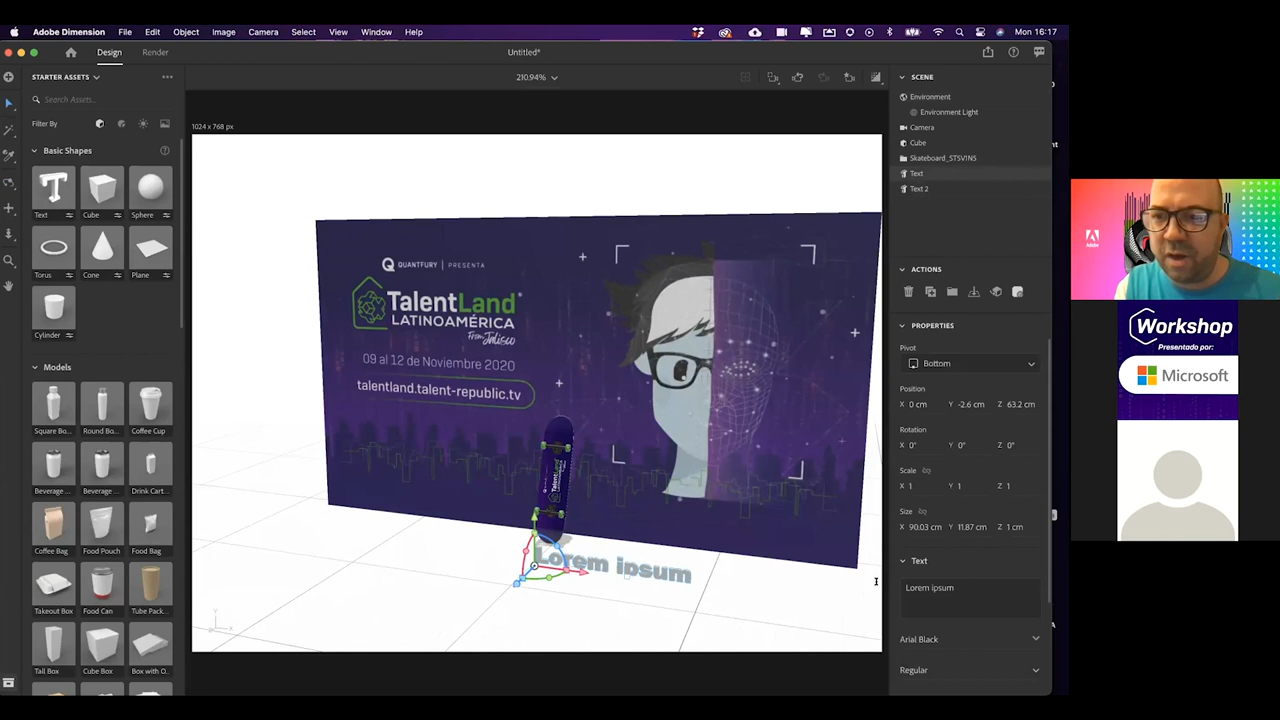 Adobe Dimension File Edit Object Image Camera Select View Window Help Mon 16:17
Design Render Untitled*
STARTER ASSETS 210.94% SCENE
Search Assets...
Filter By
Basic Shapes
Text Cube Sphere
Torus Cone Plane
Cylinder
Models
Square Bo... Round Bo... Coffee Cup
Beverage ... Beverage ... Drink Cart...
Coffee Bag Food Pouch Food Bag
Takeout Box Food Can Tube Pack...
Tall Box Cube Box Box with O...
1024 x 768 px
QUANTFURY | PRESENTA
TalentLand®
LATINOAMÉRICA
From Jalisco
09 al 12 de Noviembre 2020
talentland.talent-republic.tv
Lorem ipsum
Environment
Environment Light
Camera
Cube
Skateboard_STSV1NS
Text
Text 2
ACTIONS
PROPERTIES
Pivot
Bottom
Position
X 0 cm Y -2.6 cm Z 63.2 cm
Rotation
X 0° Y 0° Z 0°
Scale
X 1 Y 1 Z 1
Size
X 90.03 cm Y 11.87 cm Z 1 cm
Text
Lorem ipsum
Arial Black
Regular
Adobe
Workshop
Presentado por:
Microsoft